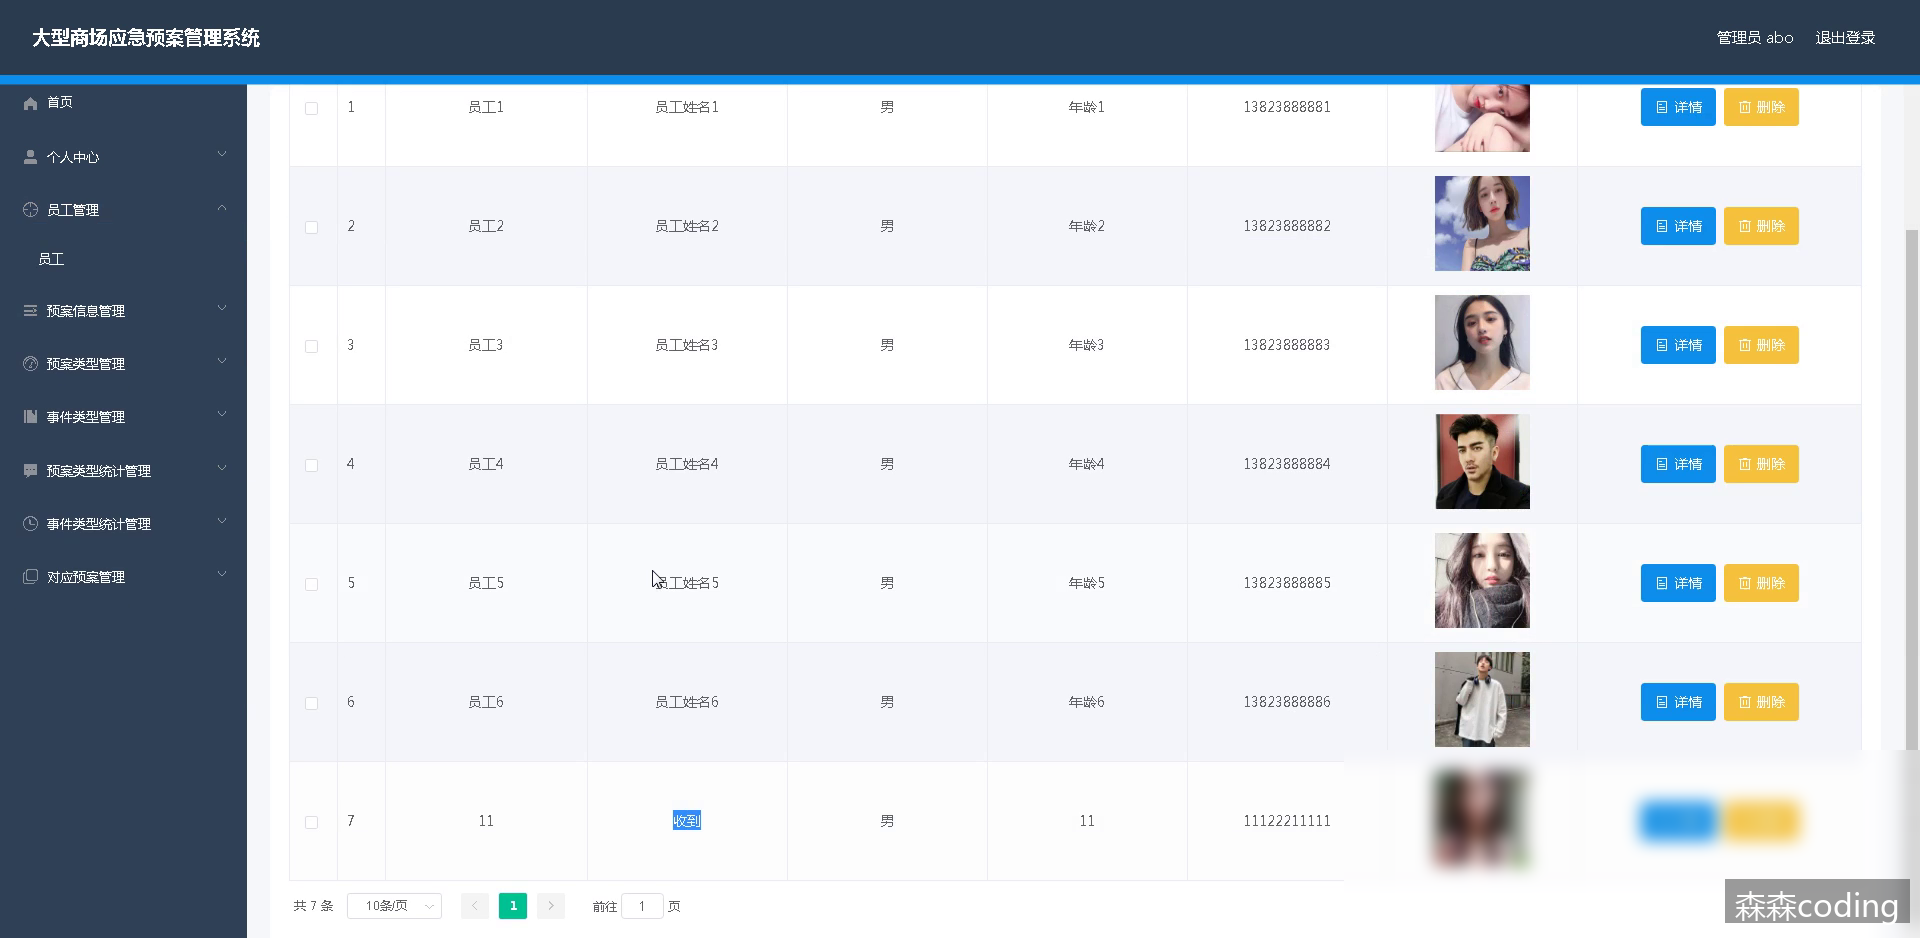 大型商场应急预案管理系统
管理员 abo 退出登录
首页
个人中心
员工管理
员工
预案信息管理
预案类型管理
事件类型管理
预案类型统计管理
事件类型统计管理
对应预案管理
1 员工1 员工姓名1 男 年龄1 13823888881 详情 删除
2 员工2 员工姓名2 男 年龄2 13823888882 详情 删除
3 员工3 员工姓名3 男 年龄3 13823888883 详情 删除
4 员工4 员工姓名4 男 年龄4 13823888884 详情 删除
5 员工5 员工姓名5 男 年龄5 13823888885 详情 删除
6 员工6 员工姓名6 男 年龄6 13823888886 详情 删除
7 11 收到 男 11 11122211111
共 7 条 10条/页 1 前往 1 页
森森coding